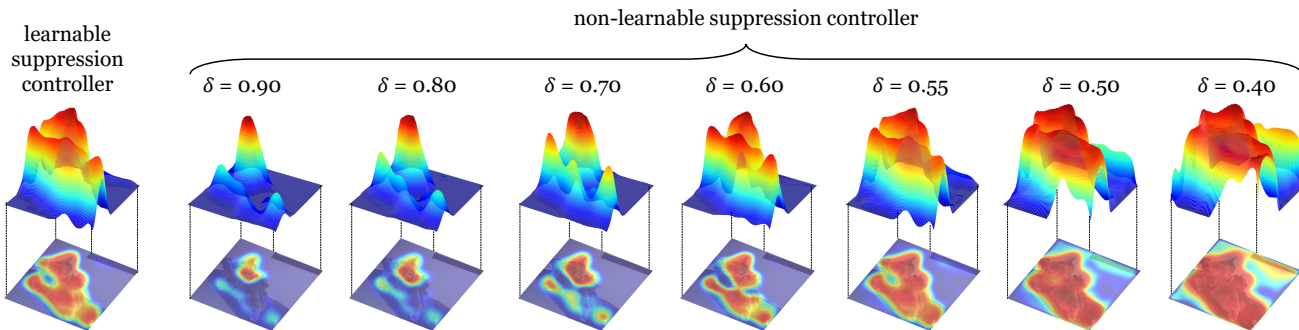 non-learnable suppression controller
learnable
suppression
controller
δ = 0.90
δ = 0.80
δ = 0.70
δ = 0.60
δ = 0.55
δ = 0.50
δ = 0.40